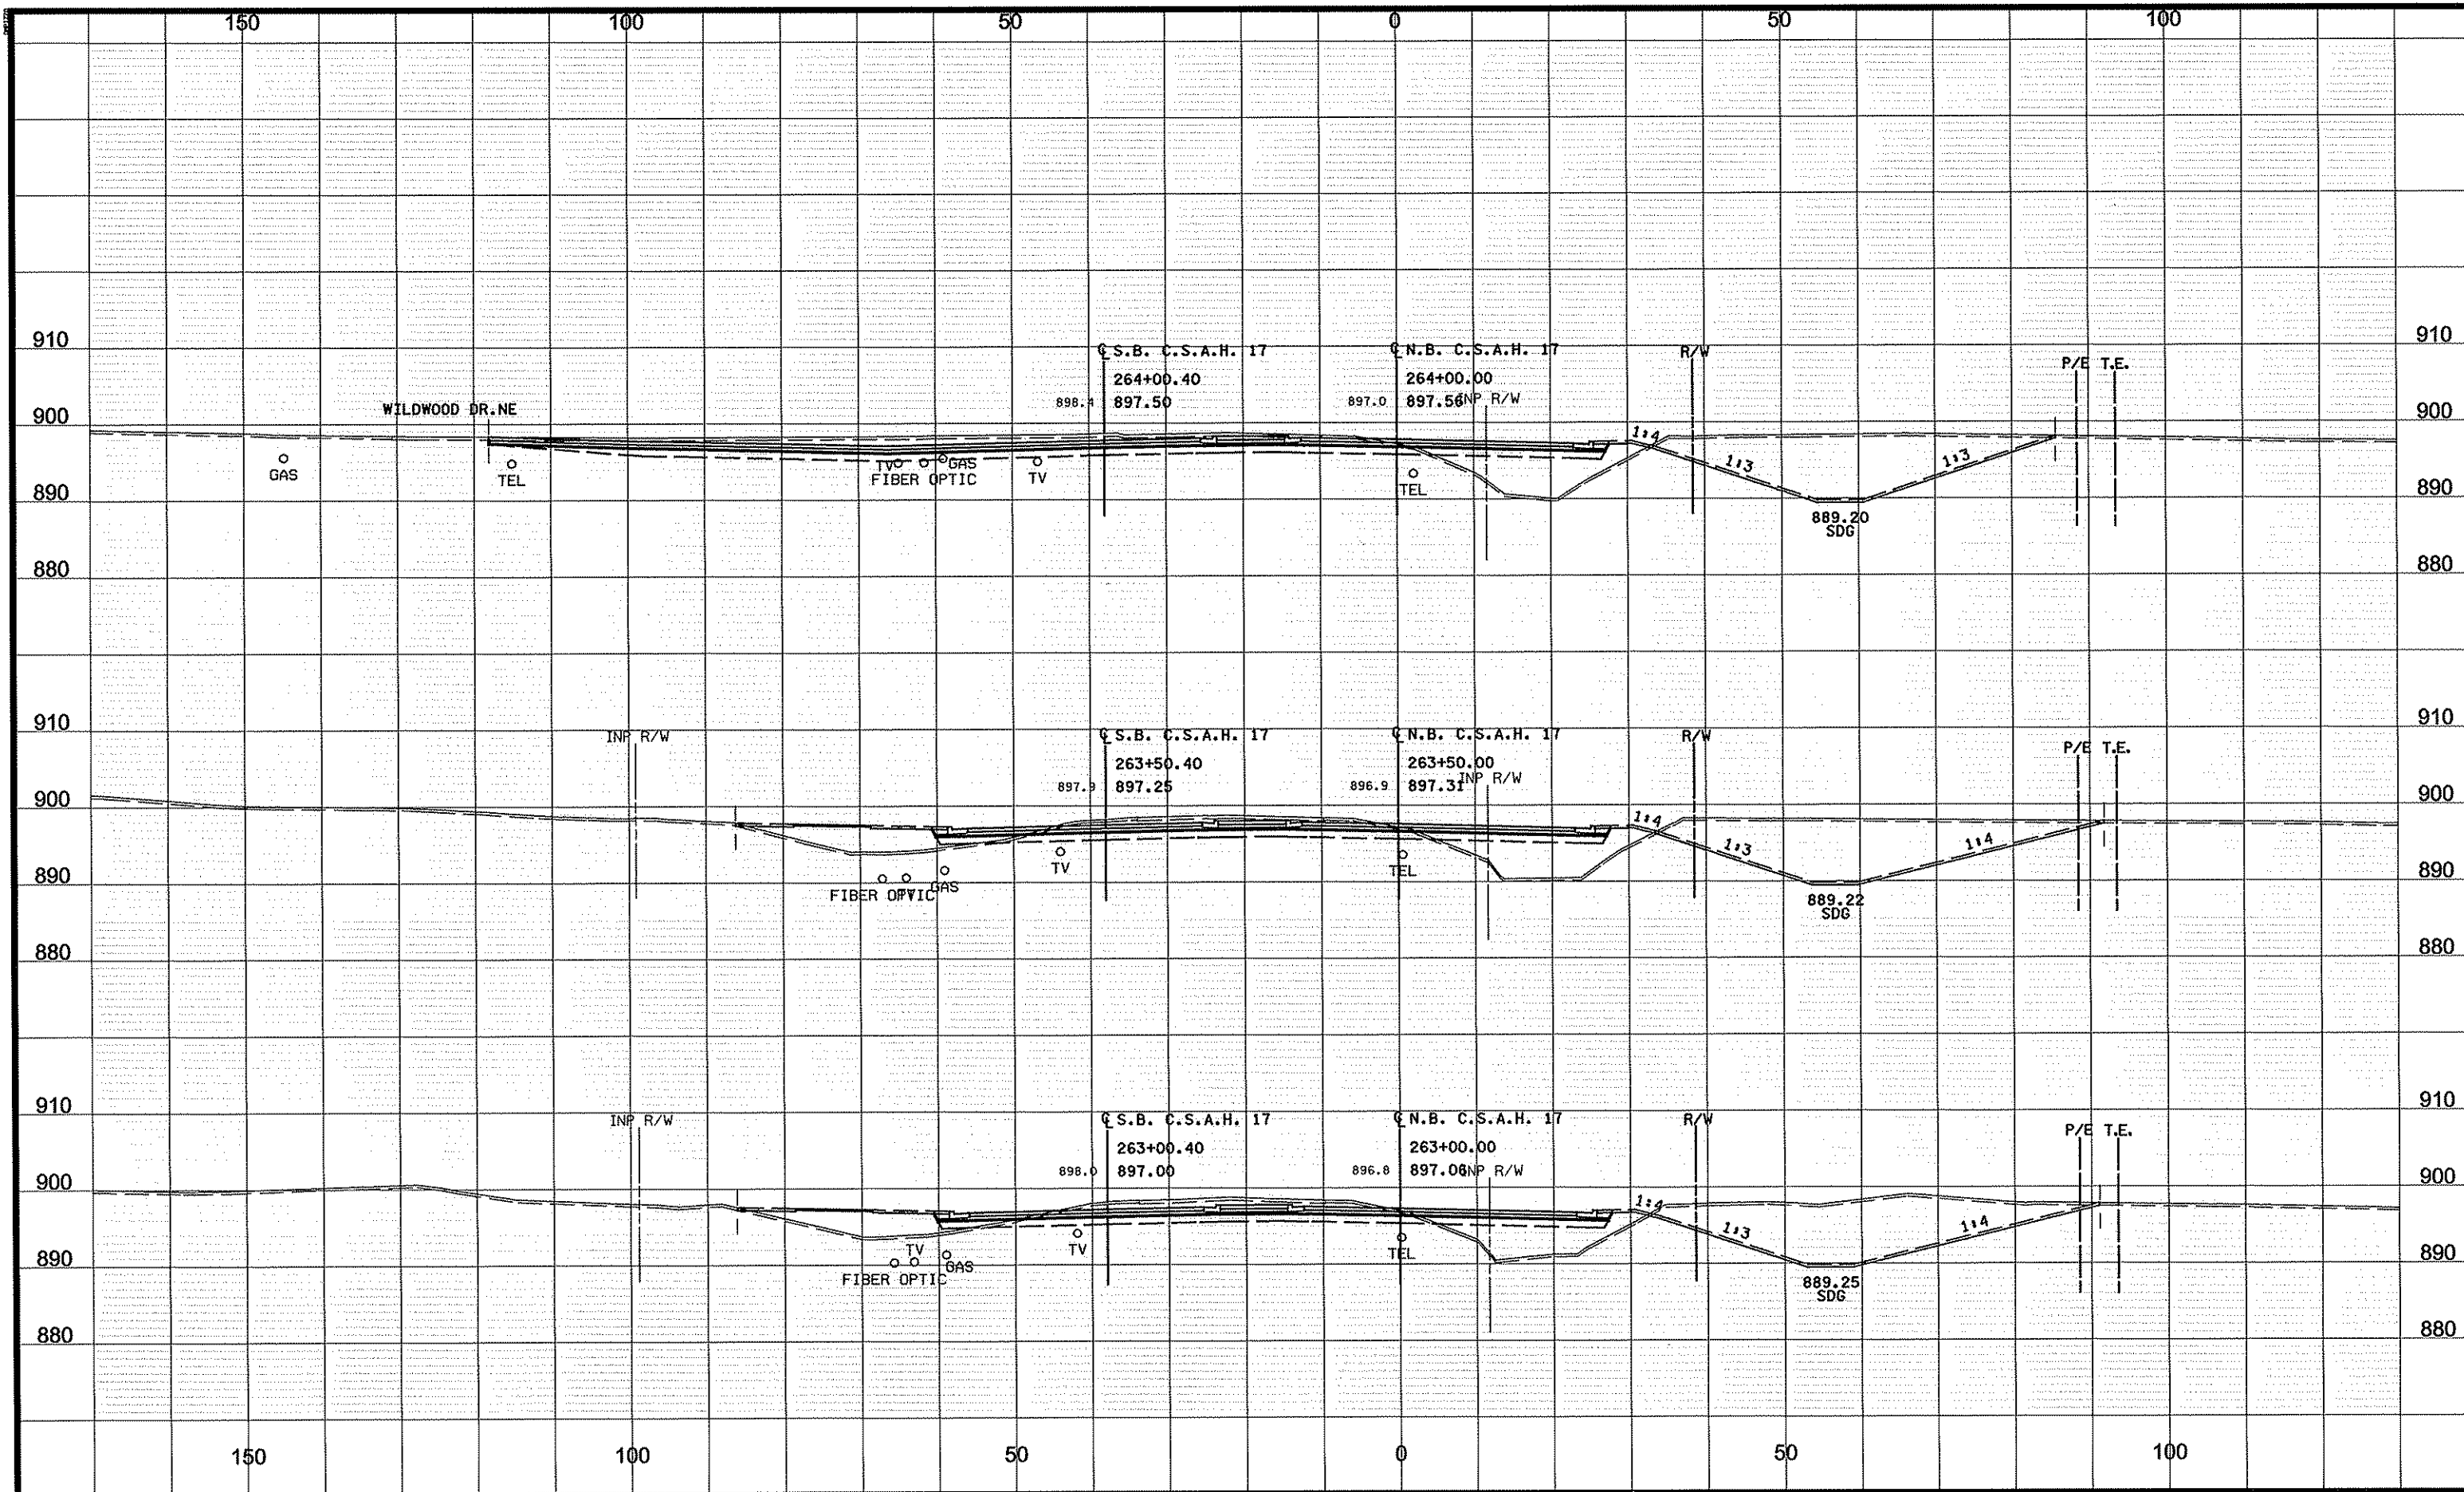 150 100 50 0 50 100
910 910
℄ S.B. C.S.A.H. 17 ℄ N.B. C.S.A.H. 17 R/W
P/E T.E.
264+00.40 264+00.00
WILDWOOD DR.NE 898.4 897.50 897.0 897.56 INP R/W
900 900
1:4
1:3 1:3
TV GAS
GAS TEL FIBER OPTIC TV TEL
890 890
889.20
SDG
880 880
910 910
INP R/W ℄ S.B. C.S.A.H. 17 ℄ N.B. C.S.A.H. 17 R/W
P/E T.E.
263+50.40 263+50.00
INP R/W
897.9 897.25 896.9 897.31
900 900
1:4
1:3 1:4
TV TEL
890 890
FIBER OPTIC TV GAS
889.22
SDG
880 880
910 910
INP R/W ℄ S.B. C.S.A.H. 17 ℄ N.B. C.S.A.H. 17 R/W
P/E T.E.
263+00.40 263+00.00
898.0 897.00 896.8 897.06 INP R/W
900 900
1:4
1:3 1:4
TV TV TEL
890 GAS 890
FIBER OPTIC
889.25
SDG
880 880
150 100 50 0 50 100